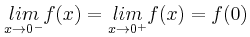 lim f(x) = lim f(x) = f(0)
x→0⁻ x→0⁺